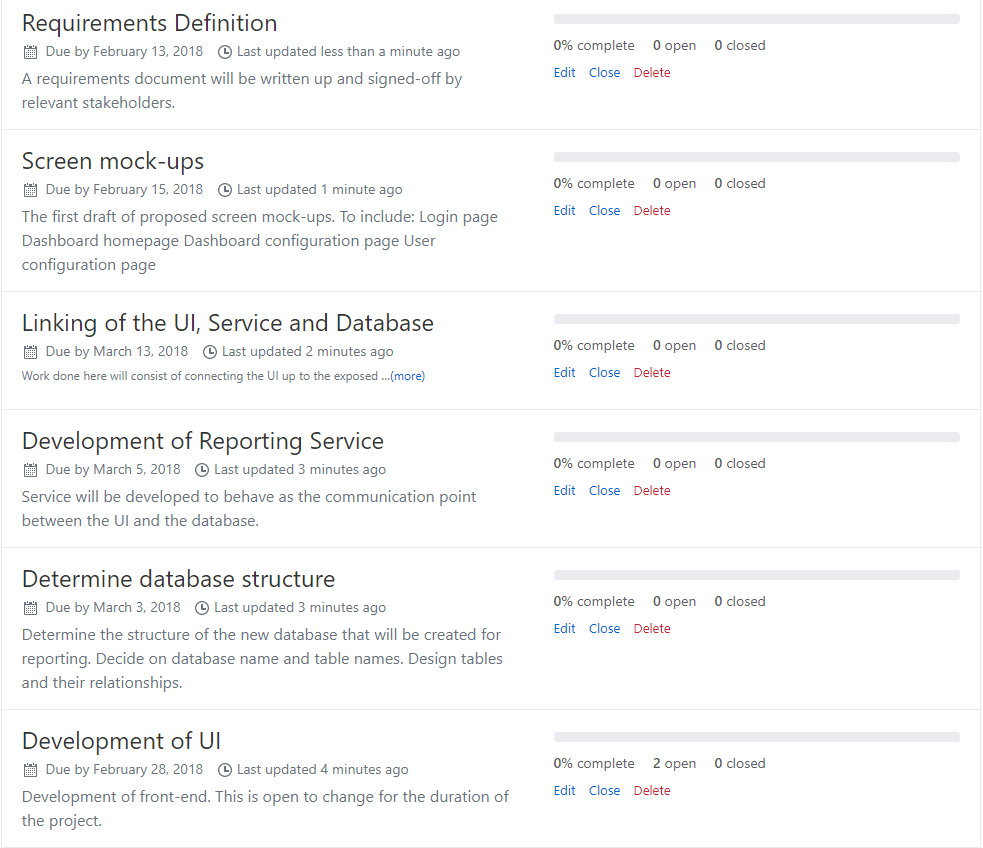 Requirements Definition
Due by February 13, 2018 Last updated less than a minute ago
A requirements document will be written up and signed-off by
relevant stakeholders.
0% complete 0 open 0 closed
Edit Close Delete
Screen mock-ups
Due by February 15, 2018 Last updated 1 minute ago
The first draft of proposed screen mock-ups. To include: Login page
Dashboard homepage Dashboard configuration page User
configuration page
0% complete 0 open 0 closed
Edit Close Delete
Linking of the UI, Service and Database
Due by March 13, 2018 Last updated 2 minutes ago
Work done here will consist of connecting the UI up to the exposed ...(more)
0% complete 0 open 0 closed
Edit Close Delete
Development of Reporting Service
Due by March 5, 2018 Last updated 3 minutes ago
Service will be developed to behave as the communication point
between the UI and the database.
0% complete 0 open 0 closed
Edit Close Delete
Determine database structure
Due by March 3, 2018 Last updated 3 minutes ago
Determine the structure of the new database that will be created for
reporting. Decide on database name and table names. Design tables
and their relationships.
0% complete 0 open 0 closed
Edit Close Delete
Development of UI
Due by February 28, 2018 Last updated 4 minutes ago
Development of front-end. This is open to change for the duration of
the project.
0% complete 2 open 0 closed
Edit Close Delete